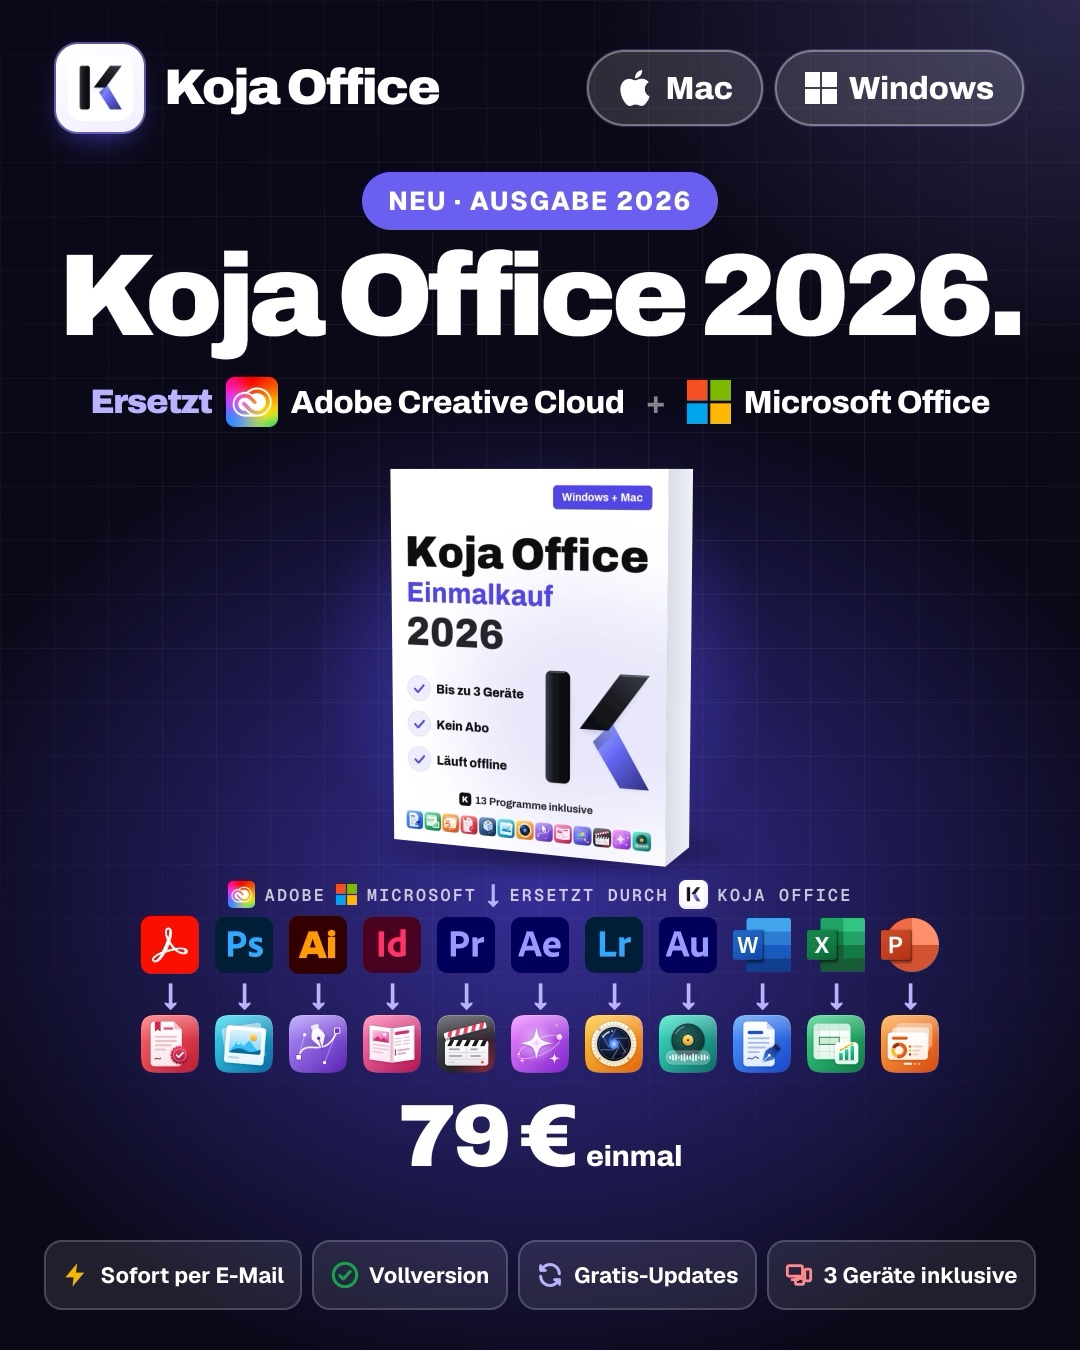 Koja Office
Mac
Windows
NEU · AUSGABE 2026
Koja Office 2026.
Ersetzt Adobe Creative Cloud + Microsoft Office
Windows + Mac
Koja Office
Einmalkauf
2026
Bis zu 3 Geräte
Kein Abo
Läuft offline
K
13 Programme inklusive
ADOBE MICROSOFT ↓ ERSETZT DURCH K KOJA OFFICE
Ps Ai Id Pr Ae Lr Au W X P
79 € einmal
Sofort per E-Mail
Vollversion
Gratis-Updates
3 Geräte inklusive